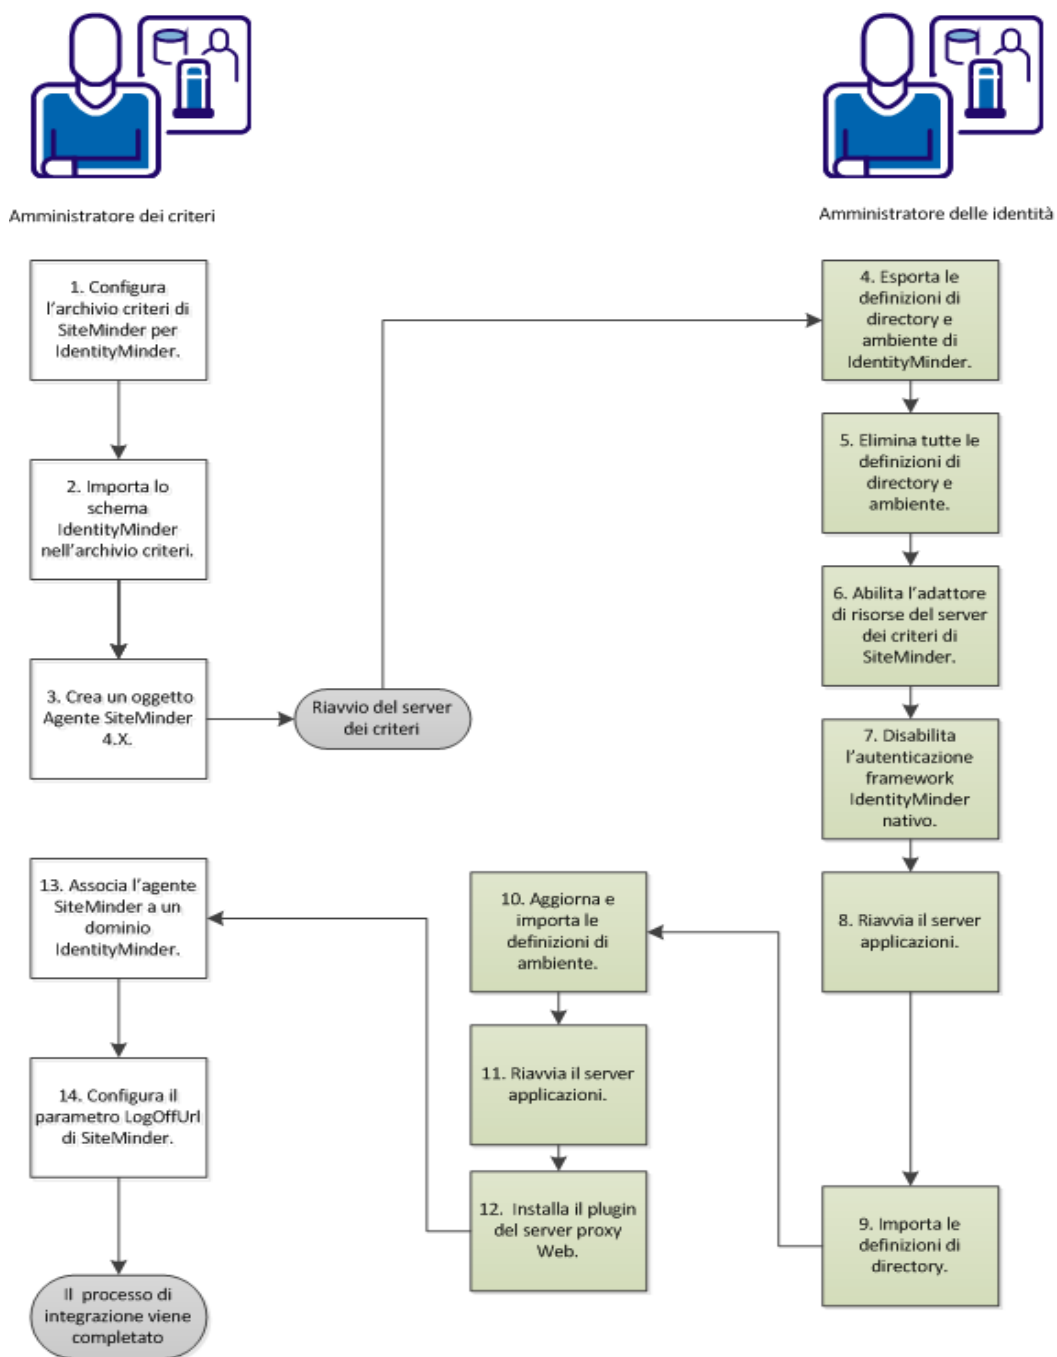 Amministratore dei criteri
Amministratore delle identità
1. Configura
l'archivio criteri di
SiteMinder per
IdentityMinder.
2. Importa lo
schema
IdentityMinder
nell'archivio criteri.
3. Crea un oggetto
Agente SiteMinder
4.X.
Riavvio del server
dei criteri
4. Esporta le
definizioni di
directory e
ambiente di
IdentityMinder.
5. Elimina tutte le
definizioni di
directory e
ambiente.
6. Abilita l'adattore
di risorse del server
dei criteri di
SiteMinder.
7. Disabilita
l'autenticazione
framework
IdentityMinder
nativo.
8. Riavvia il server
applicazioni.
9. Importa le
definizioni di
directory.
10. Aggiorna e
importa le
definizioni di
ambiente.
11. Riavvia il server
applicazioni.
12. Installa il plugin
del server proxy
Web.
13. Associa l'agente
SiteMinder a un
dominio
IdentityMinder.
14. Configura il
parametro LogOffUrl
di SiteMinder.
Il processo di
integrazione viene
completato